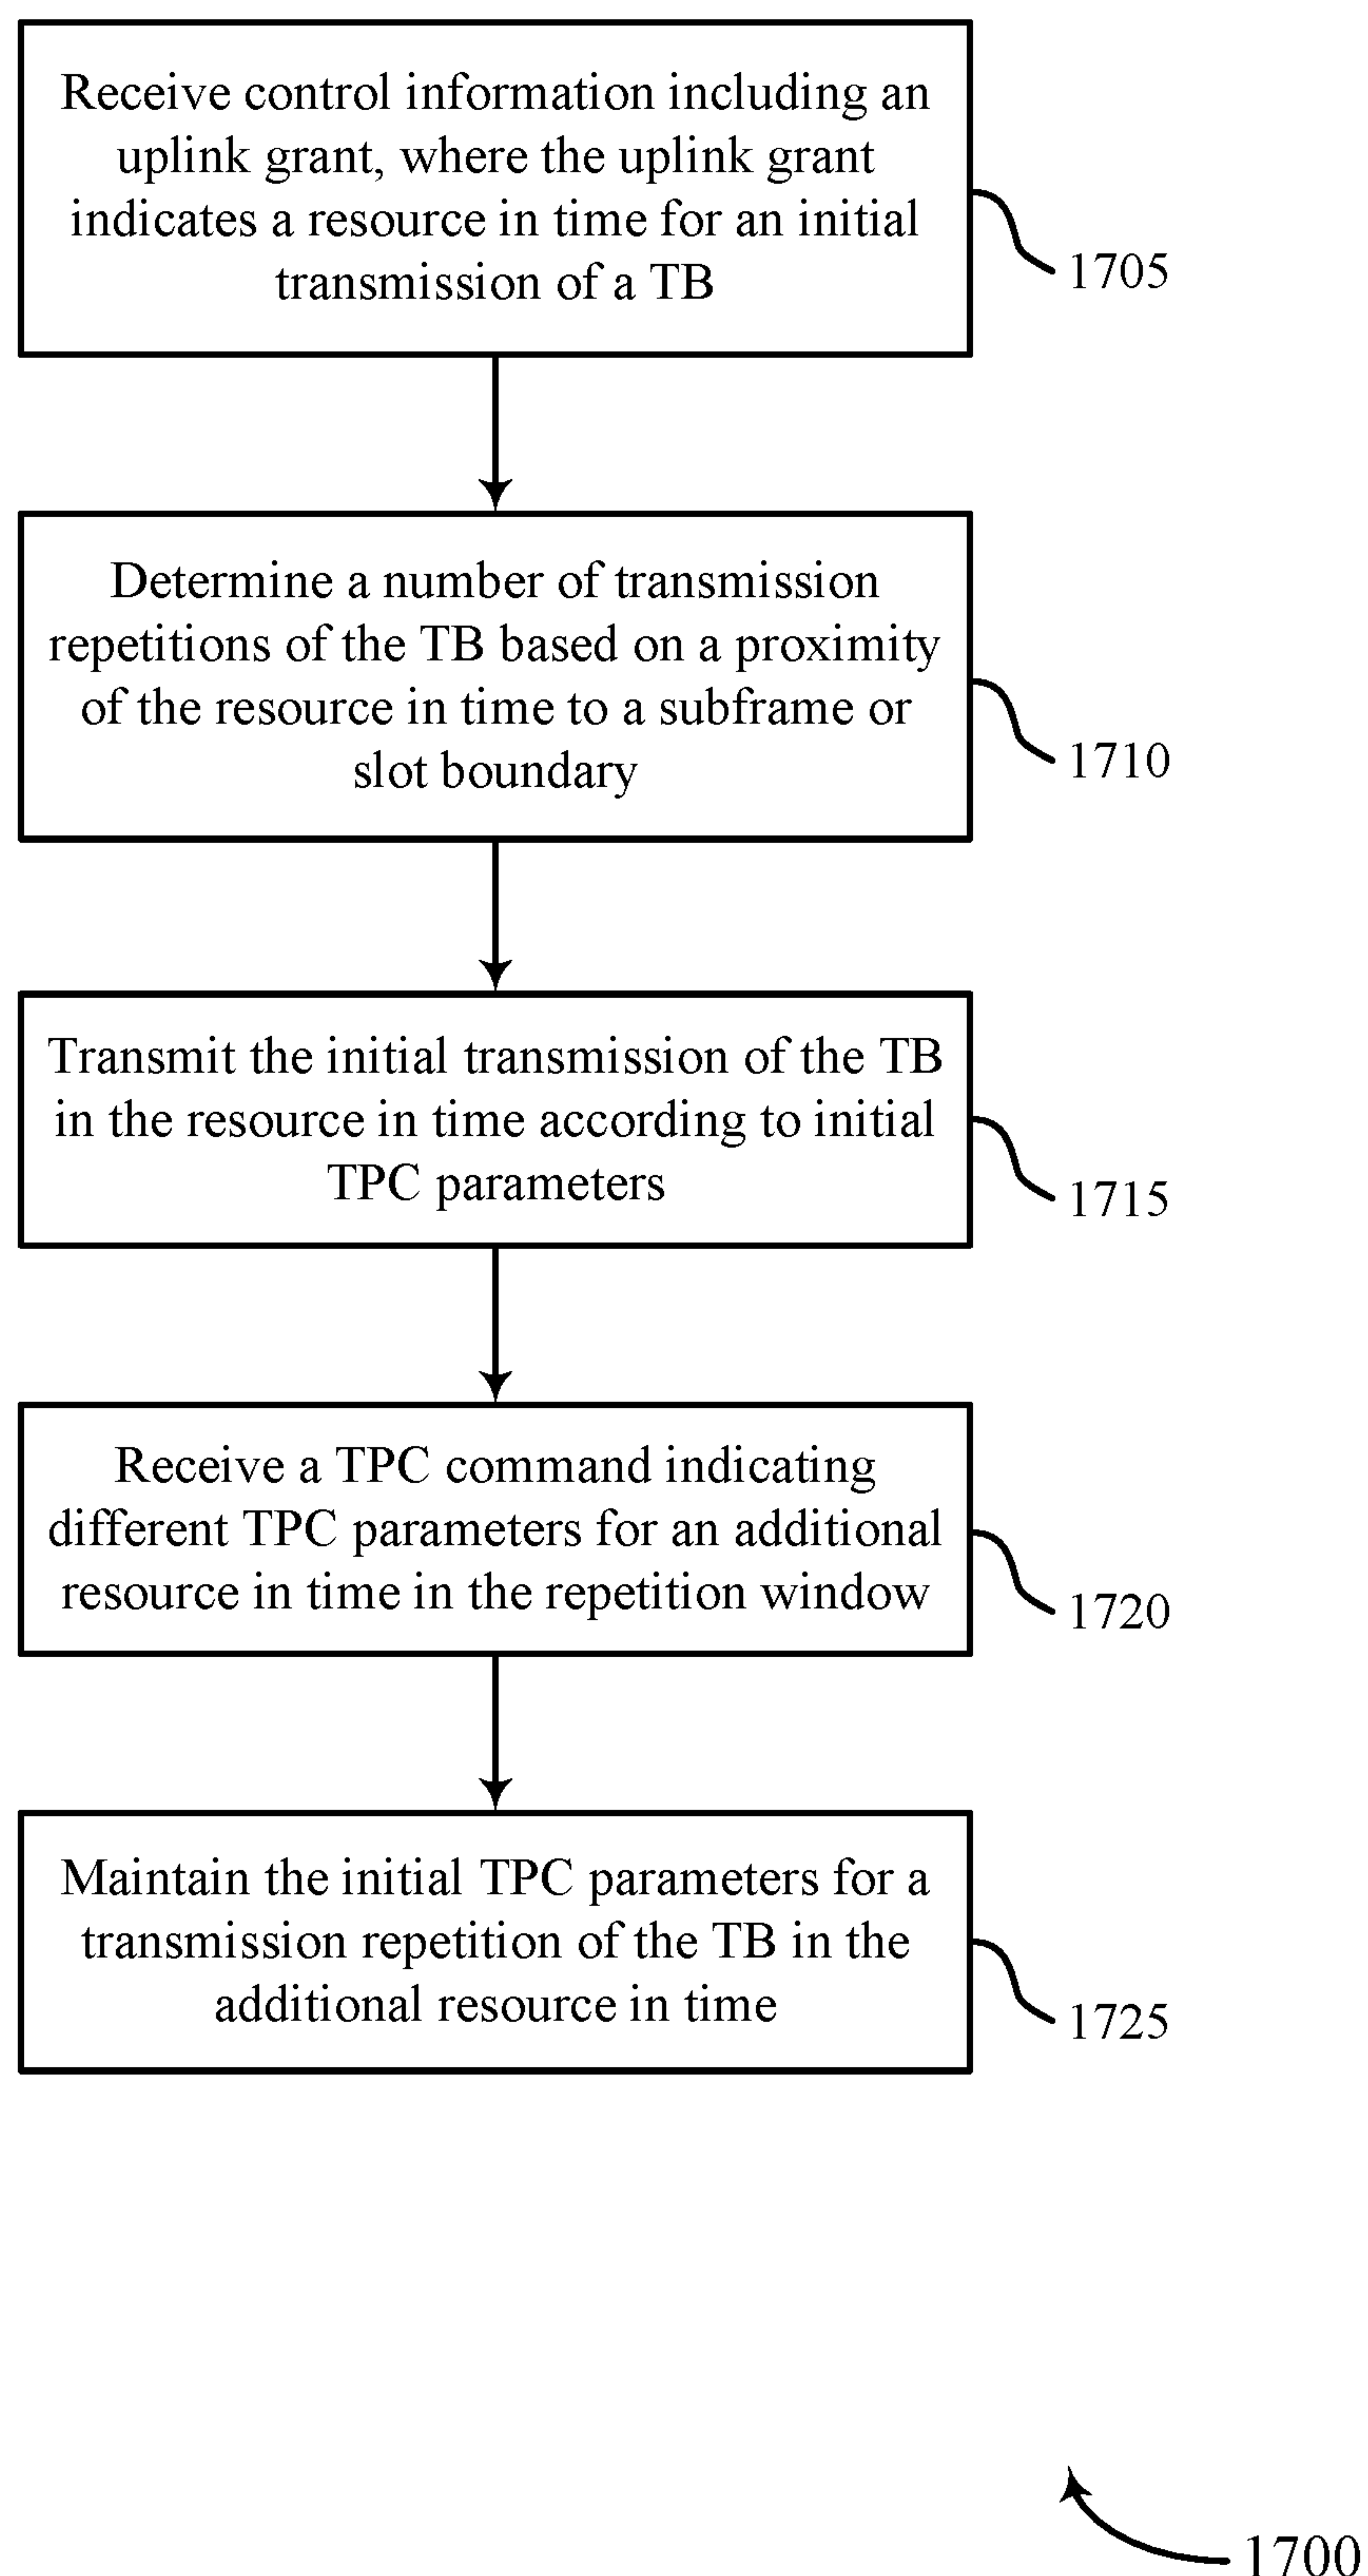 Receive control information including an
uplink grant, where the uplink grant
indicates a resource in time for an initial
transmission of a TB
1705
Determine a number of transmission
repetitions of the TB based on a proximity
of the resource in time to a subframe or
slot boundary
1710
Transmit the initial transmission of the TB
in the resource in time according to initial
TPC parameters
1715
Receive a TPC command indicating
different TPC parameters for an additional
resource in time in the repetition window
1720
Maintain the initial TPC parameters for a
transmission repetition of the TB in the
additional resource in time
1725
1700